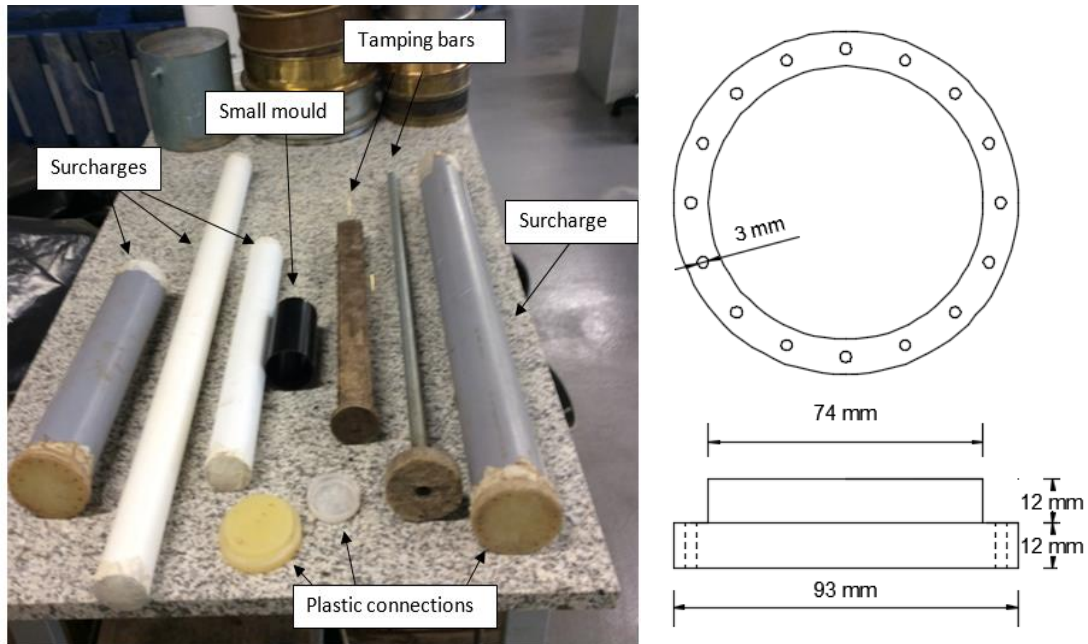 Tamping bars
Small mould
Surcharges
Surcharge
Plastic connections
3 mm
74 mm
12 mm
12 mm
93 mm